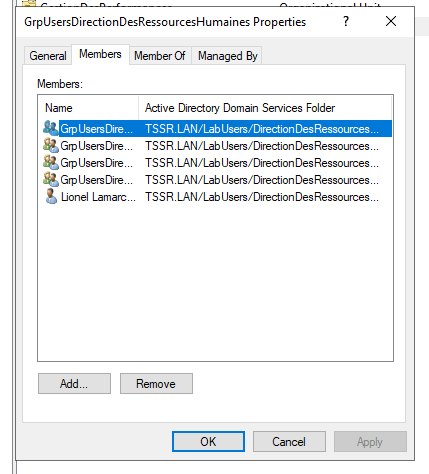 GrpUsersDirectionDesRessourcesHumaines Properties
General Members Member Of Managed By
Members:
Name Active Directory Domain Services Folder
GrpUsersDire... TSSR.LAN/LabUsers/DirectionDesRessources...
GrpUsersDire... TSSR.LAN/LabUsers/DirectionDesRessources...
GrpUsersDire... TSSR.LAN/LabUsers/DirectionDesRessources...
GrpUsersDire... TSSR.LAN/LabUsers/DirectionDesRessources...
Lionel Lamarc... TSSR.LAN/LabUsers/DirectionDesRessources...
Add... Remove
OK Cancel Apply